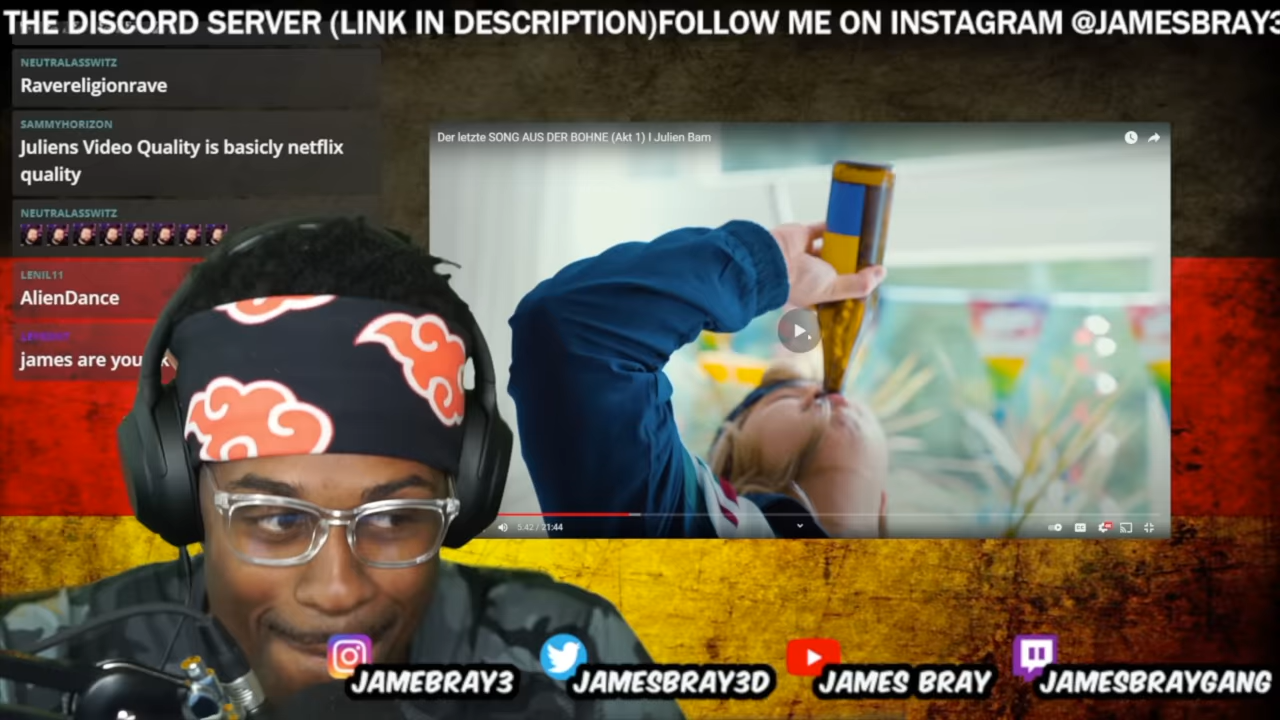 THE DISCORD SERVER (LINK IN DESCRIPTION)FOLLOW ME ON INSTAGRAM @JAMESBRAY3
NEUTRALASSWITZ
Ravereligionrave
SAMMYHORIZON
Juliens Video Quality is basicly netflix
quality
NEUTRALASSWITZ
LENIL11
AlienDance
james are you
Der letzte SONG AUS DER BOHNE (Akt 1) I Julien Bam
5:42 / 21:44
JAMEBRAY3
JAMESBRAY3D
JAMES BRAY
JAMESBRAYGANG